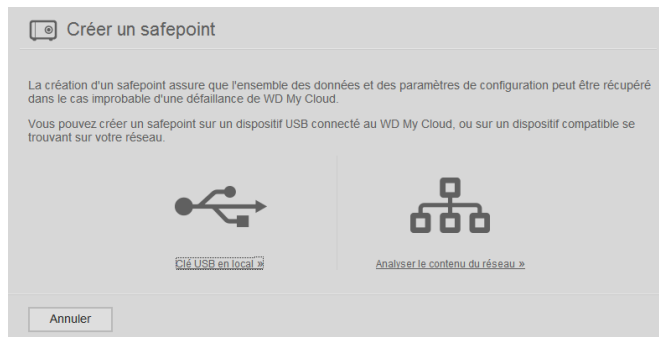 Créer un safepoint
La création d'un safepoint assure que l'ensemble des données et des paramètres de configuration peut être récupéré
dans le cas improbable d'une défaillance de WD My Cloud.
Vous pouvez créer un safepoint sur un dispositif USB connecté au WD My Cloud, ou sur un dispositif compatible se
trouvant sur votre réseau.
Clé USB en local »
Analyser le contenu du réseau »
Annuler